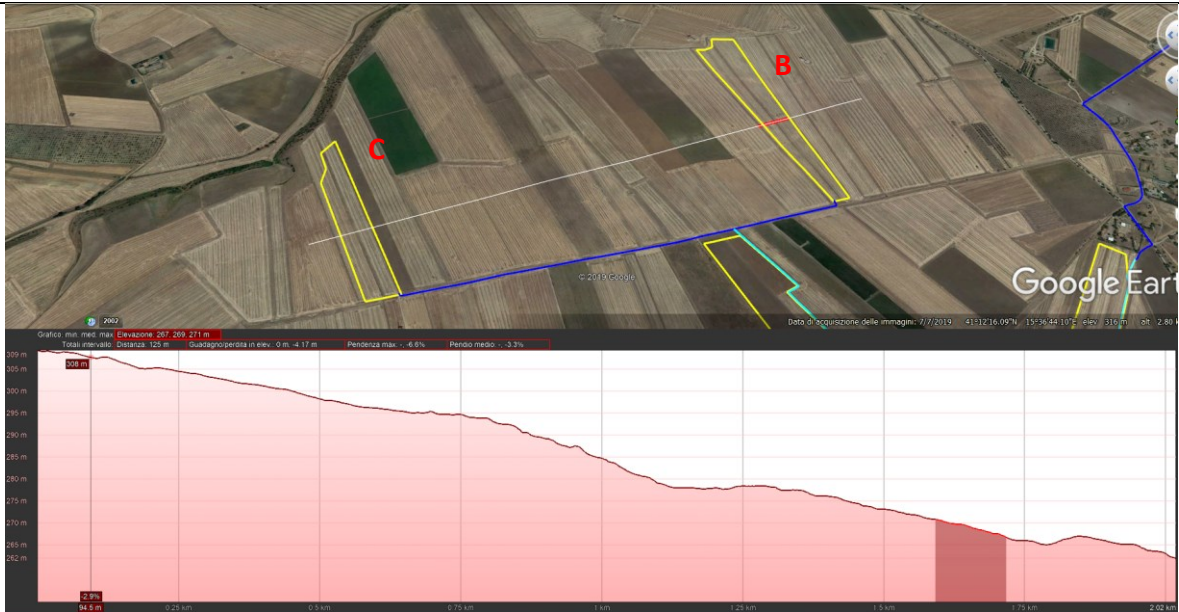 B
C
© 2019 Google
Google Eart
2002
Data di acquisizione delle immagini: 7/7/2019 41°12'16.09"N 15°36'44.10"E elev 316 m alt 2.80 k
Grafico: min. med. max Elevazione: 267, 269, 271 m
Totali intervallo: Distanza: 125 m Guadagno/perdita in elev.: 0 m. -4.17 m Pendenza max: -, -6.6% Pendio medio: -, -3.3%
309 m
308 m
305 m
300 m
295 m
290 m
285 m
280 m
275 m
270 m
265 m
262 m
-2.9%
94.5 m 0.25 km 0.5 km 0.75 km 1 km 1.25 km 1.5 km 1.75 km 2.02 km